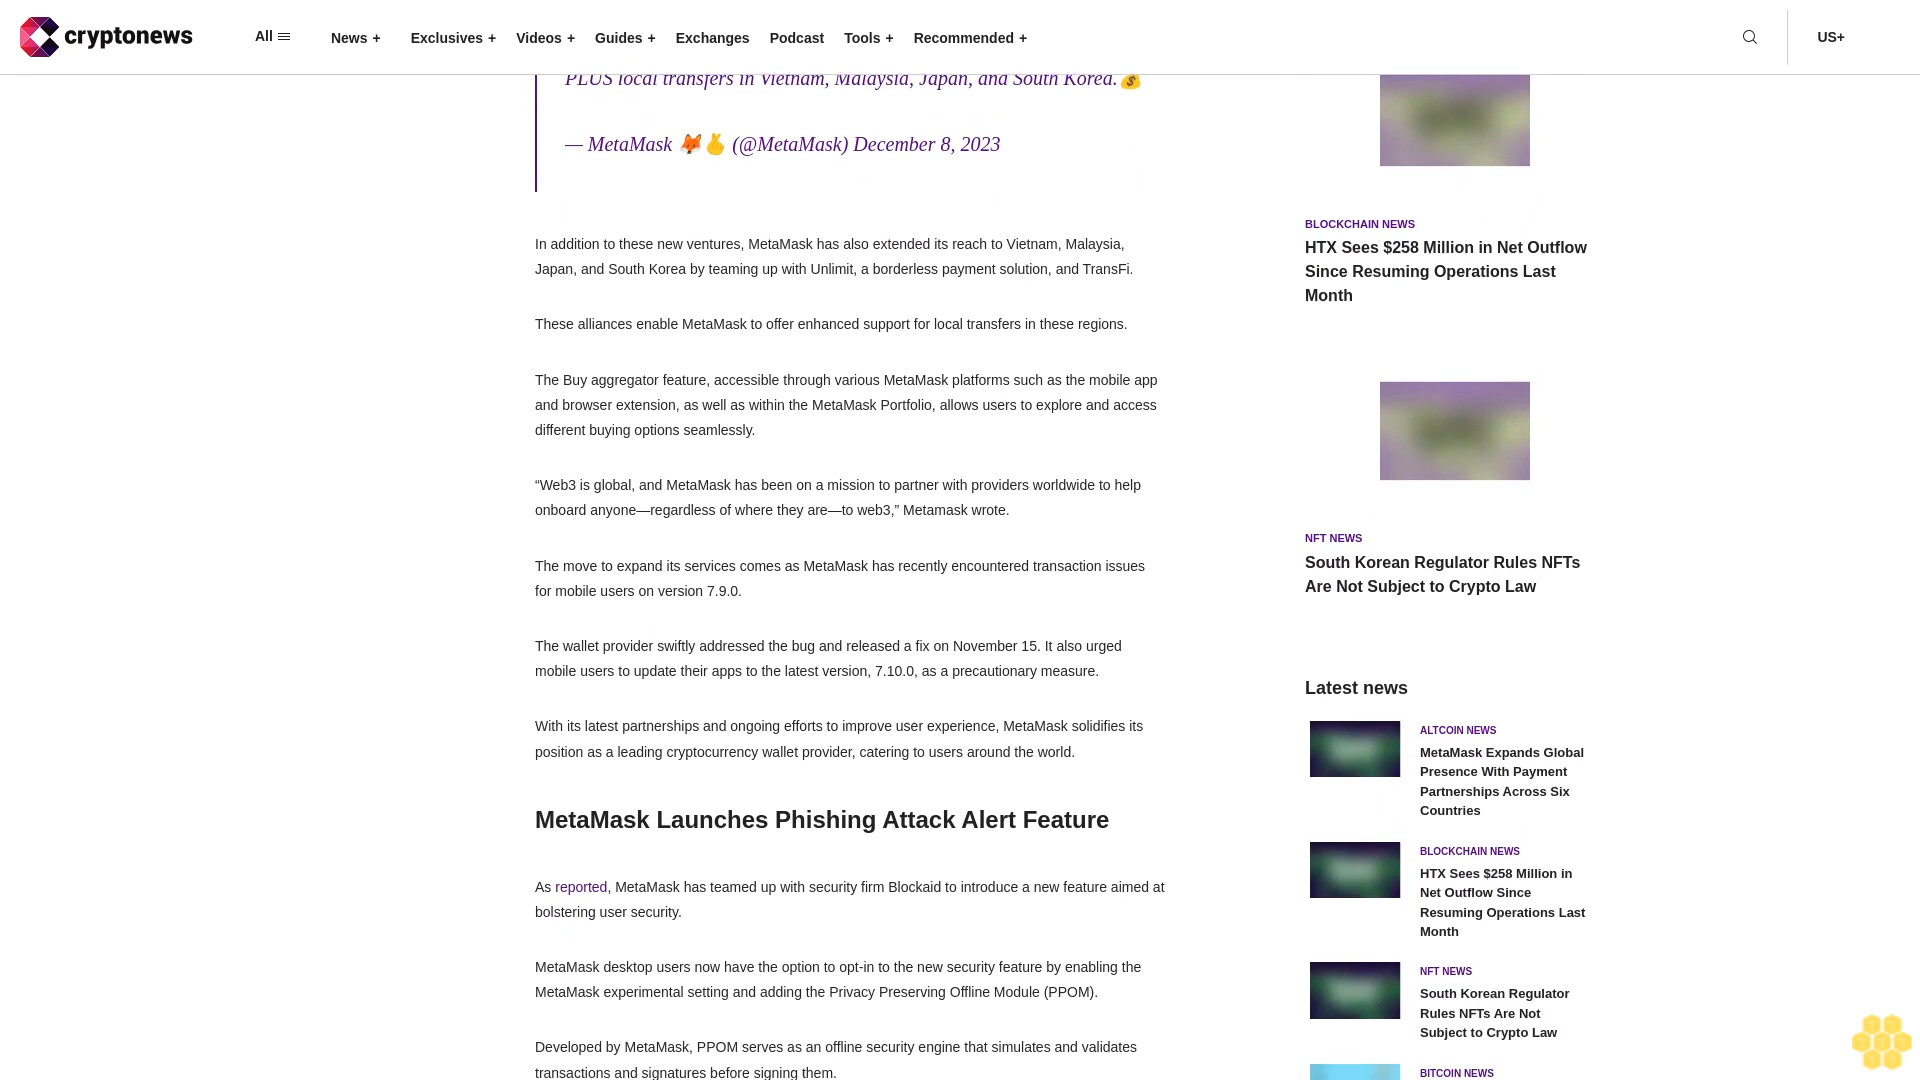 cryptonews
All
News +
Exclusives +
Videos +
Guides +
Exchanges
Podcast
Tools +
Recommended +
US+
PLUS local transfers in Vietnam, Malaysia, Japan, and South Korea.💰
— MetaMask 🦊🫰 (@MetaMask) December 8, 2023
In addition to these new ventures, MetaMask has also extended its reach to Vietnam, Malaysia,
Japan, and South Korea by teaming up with Unlimit, a borderless payment solution, and TransFi.
These alliances enable MetaMask to offer enhanced support for local transfers in these regions.
The Buy aggregator feature, accessible through various MetaMask platforms such as the mobile app
and browser extension, as well as within the MetaMask Portfolio, allows users to explore and access
different buying options seamlessly.
“Web3 is global, and MetaMask has been on a mission to partner with providers worldwide to help
onboard anyone—regardless of where they are—to web3,” Metamask wrote.
The move to expand its services comes as MetaMask has recently encountered transaction issues
for mobile users on version 7.9.0.
The wallet provider swiftly addressed the bug and released a fix on November 15. It also urged
mobile users to update their apps to the latest version, 7.10.0, as a precautionary measure.
With its latest partnerships and ongoing efforts to improve user experience, MetaMask solidifies its
position as a leading cryptocurrency wallet provider, catering to users around the world.
MetaMask Launches Phishing Attack Alert Feature
As reported, MetaMask has teamed up with security firm Blockaid to introduce a new feature aimed at
bolstering user security.
MetaMask desktop users now have the option to opt-in to the new security feature by enabling the
MetaMask experimental setting and adding the Privacy Preserving Offline Module (PPOM).
Developed by MetaMask, PPOM serves as an offline security engine that simulates and validates
transactions and signatures before signing them.
BLOCKCHAIN NEWS
HTX Sees $258 Million in Net Outflow
Since Resuming Operations Last
Month
NFT NEWS
South Korean Regulator Rules NFTs
Are Not Subject to Crypto Law
Latest news
ALTCOIN NEWS
MetaMask Expands Global
Presence With Payment
Partnerships Across Six
Countries
BLOCKCHAIN NEWS
HTX Sees $258 Million in
Net Outflow Since
Resuming Operations Last
Month
NFT NEWS
South Korean Regulator
Rules NFTs Are Not
Subject to Crypto Law
BITCOIN NEWS